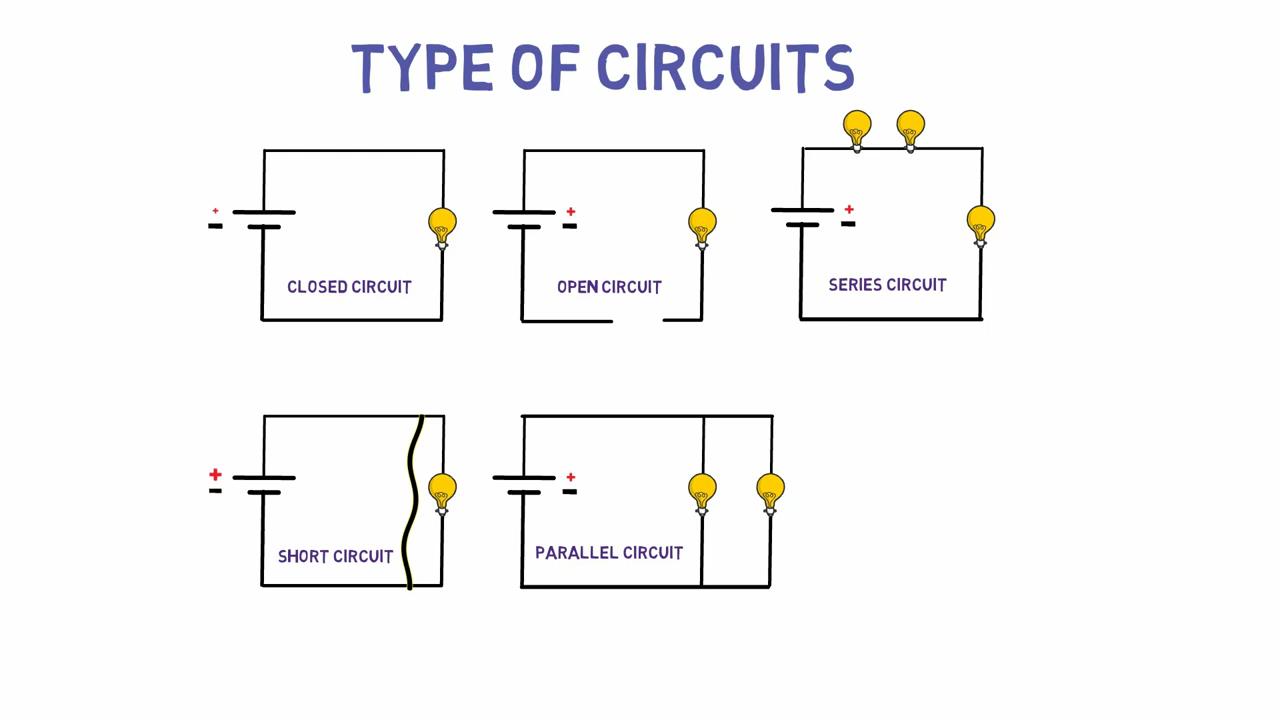 TYPE OF CIRCUITS
+
-
CLOSED CIRCUIT
+
-
OPEN CIRCUIT
+
-
SERIES CIRCUIT
+
-
SHORT CIRCUIT
+
-
PARALLEL CIRCUIT